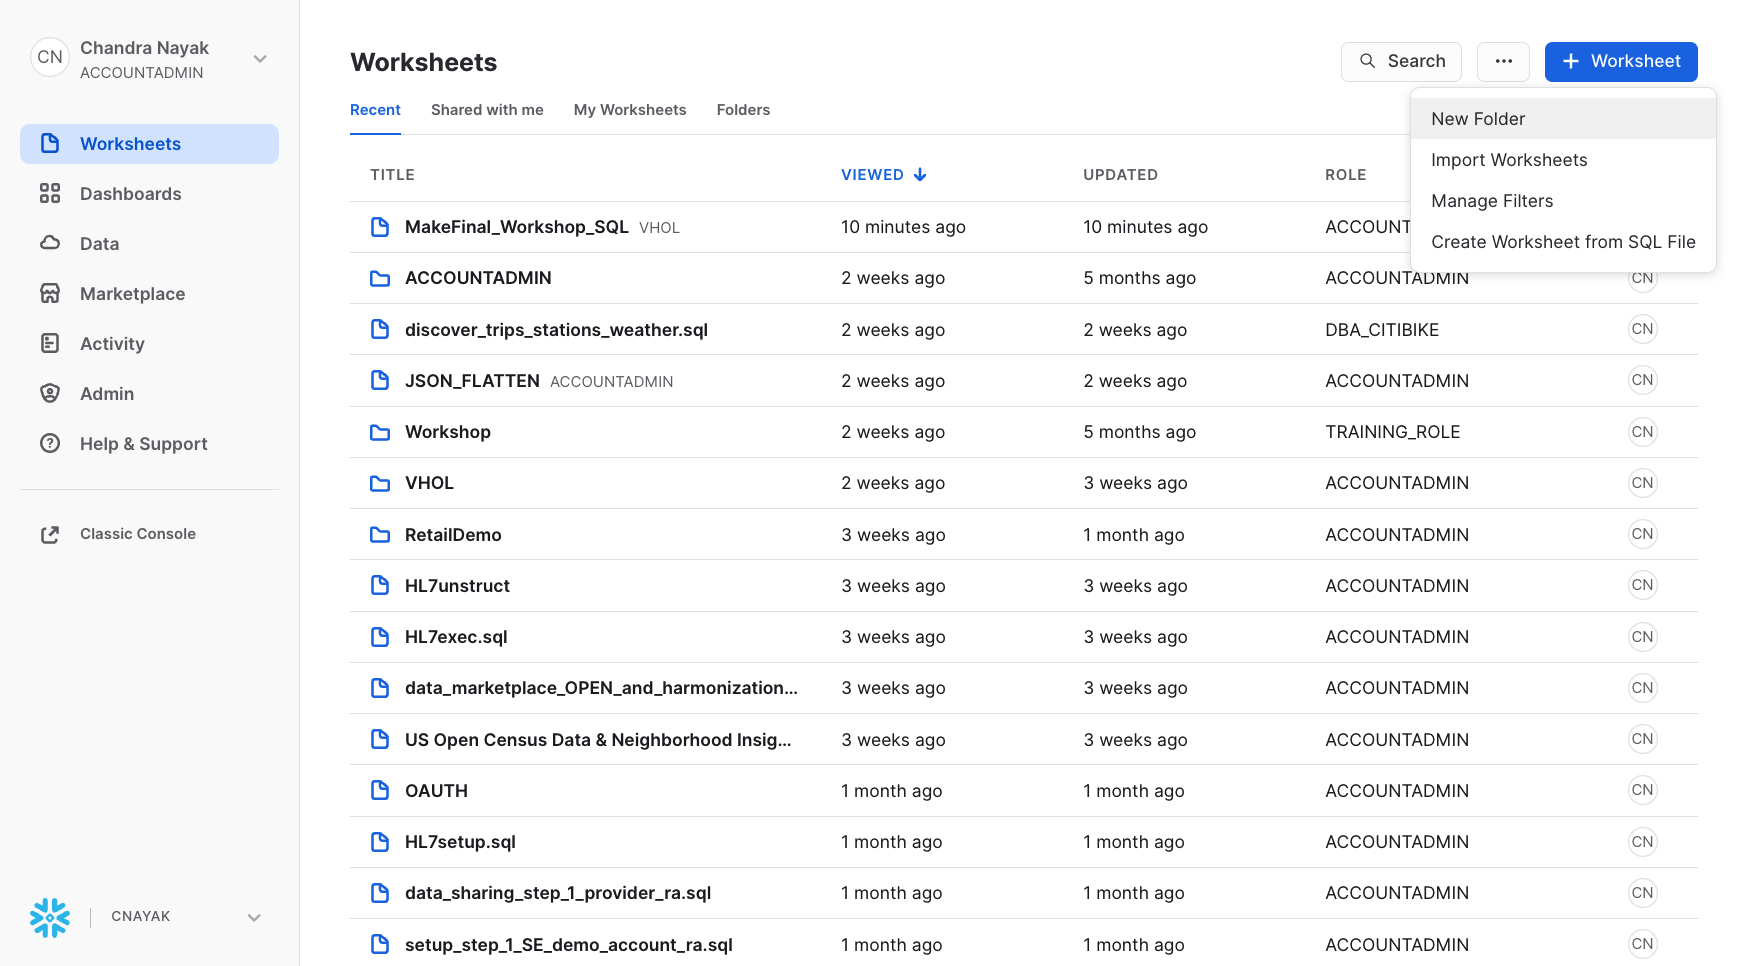 CN
Chandra Nayak
ACCOUNTADMIN
Worksheets
Dashboards
Data
Marketplace
Activity
Admin
Help & Support
Classic Console
CNAYAK
Worksheets
Search
Worksheet
Recent Shared with me My Worksheets Folders
New Folder
Import Worksheets
Manage Filters
Create Worksheet from SQL File
TITLE VIEWED UPDATED ROLE
MakeFinal_Workshop_SQL VHOL 10 minutes ago 10 minutes ago ACCOUNT
ACCOUNTADMIN 2 weeks ago 5 months ago ACCOUNTADMIN CN
discover_trips_stations_weather.sql 2 weeks ago 2 weeks ago DBA_CITIBIKE CN
JSON_FLATTEN ACCOUNTADMIN 2 weeks ago 2 weeks ago ACCOUNTADMIN CN
Workshop 2 weeks ago 5 months ago TRAINING_ROLE CN
VHOL 2 weeks ago 3 weeks ago ACCOUNTADMIN CN
RetailDemo 3 weeks ago 1 month ago ACCOUNTADMIN CN
HL7unstruct 3 weeks ago 3 weeks ago ACCOUNTADMIN CN
HL7exec.sql 3 weeks ago 3 weeks ago ACCOUNTADMIN CN
data_marketplace_OPEN_and_harmonization... 3 weeks ago 3 weeks ago ACCOUNTADMIN CN
US Open Census Data & Neighborhood Insig... 3 weeks ago 3 weeks ago ACCOUNTADMIN CN
OAUTH 1 month ago 1 month ago ACCOUNTADMIN CN
HL7setup.sql 1 month ago 1 month ago ACCOUNTADMIN CN
data_sharing_step_1_provider_ra.sql 1 month ago 1 month ago ACCOUNTADMIN CN
setup_step_1_SE_demo_account_ra.sql 1 month ago 1 month ago ACCOUNTADMIN CN